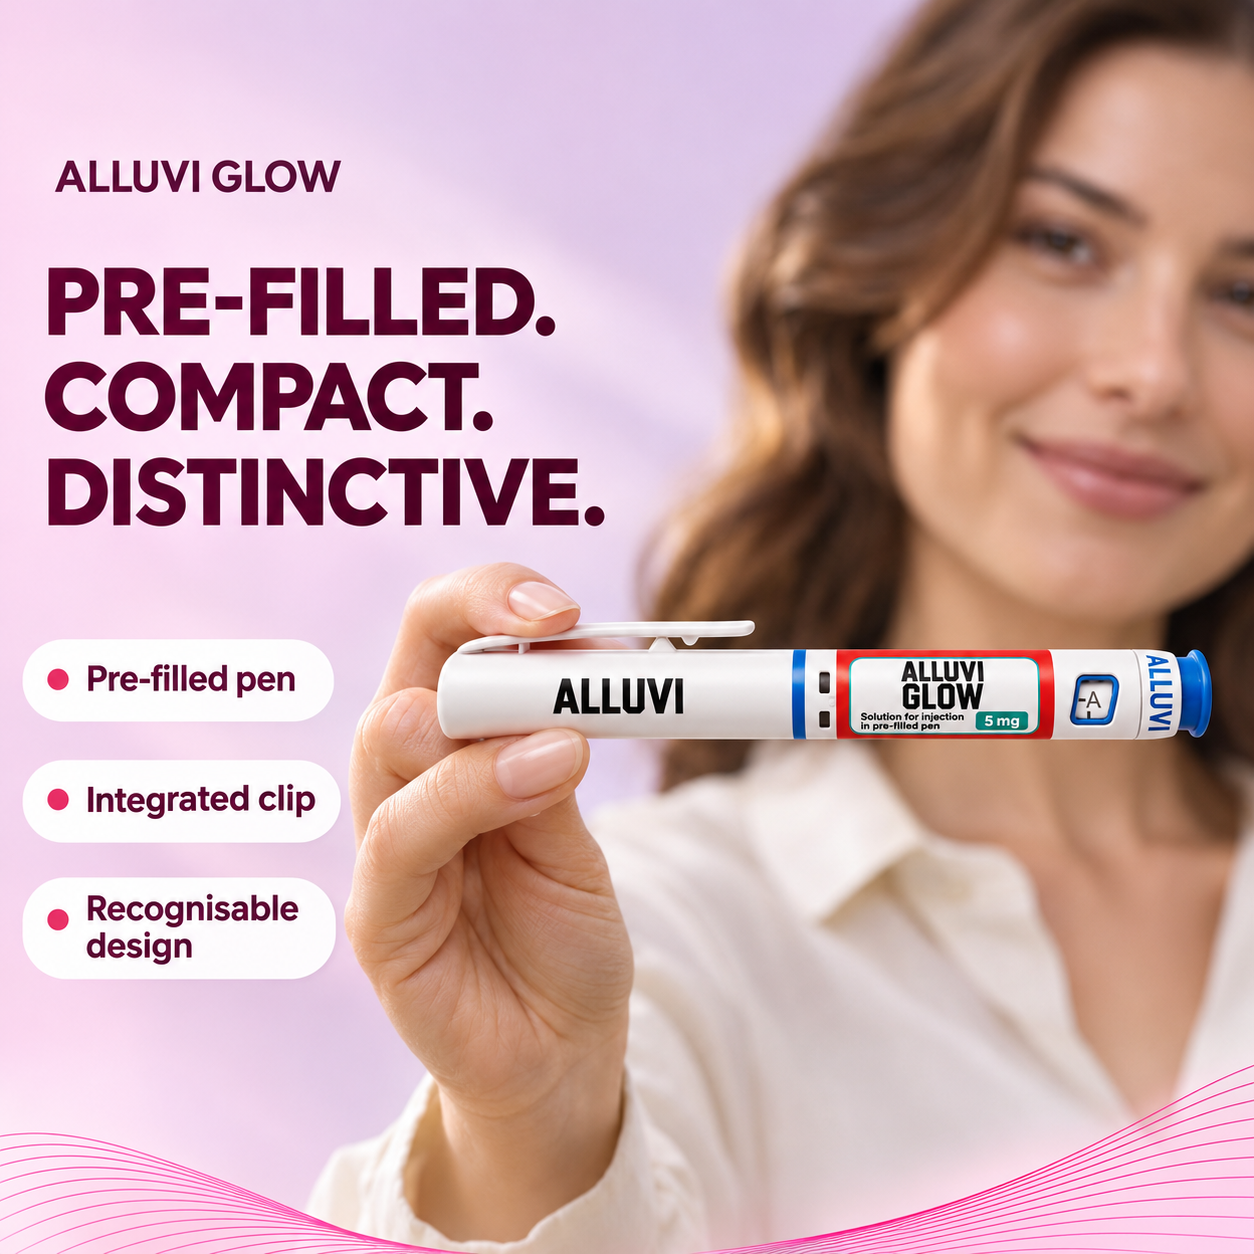 ALLUVI GLOW
PRE-FILLED.
COMPACT.
DISTINCTIVE.
Pre-filled pen
Integrated clip
Recognisable
design
ALLUVI
ALLUVI
GLOW
Solution for injection
in pre-filled pen
5 mg
A
ALLUVI